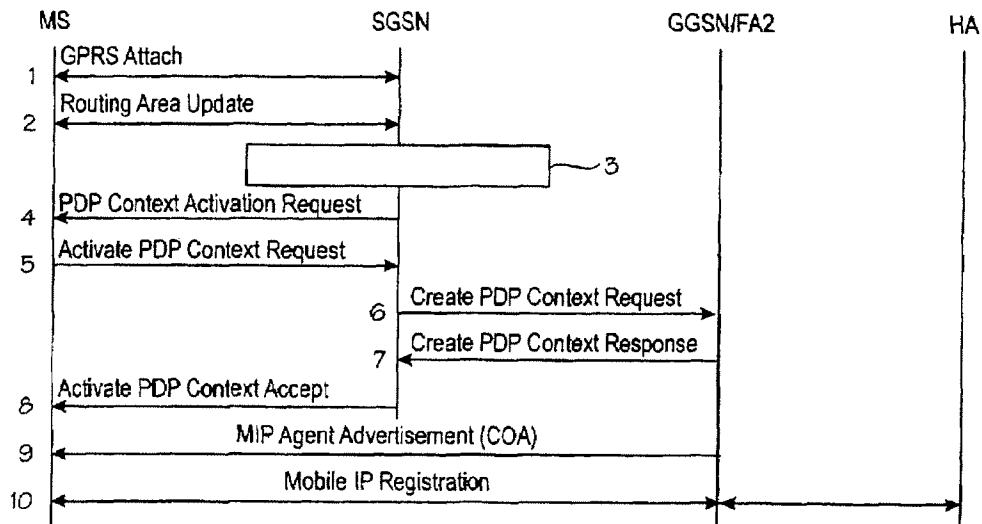 MS SGSN GGSN/FA2 HA
GPRS Attach
1
Routing Area Update
2
3
PDP Context Activation Request
4
Activate PDP Context Request
5
Create PDP Context Request
6
Create PDP Context Response
7
Activate PDP Context Accept
8
MIP Agent Advertisement (COA)
9
Mobile IP Registration
10